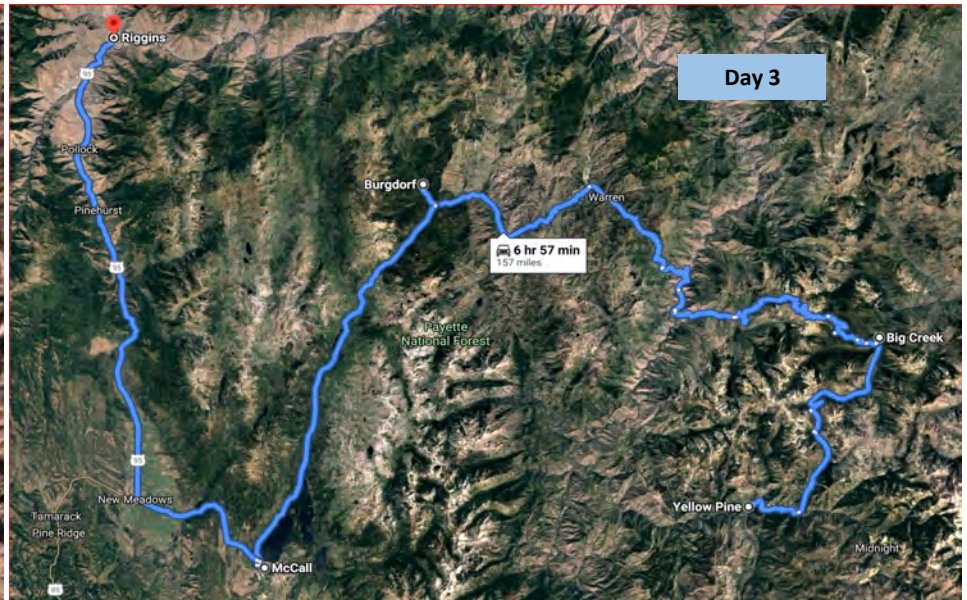 Riggins
95
Day 3
Pollock
Burgdorf
Warren
Pinehurst
6 hr 57 min
157 miles
95
Payette
National Forest
Big Creek
95
New Meadows
Yellow Pine
Tamarack
Pine Ridge
Midnight
McCall
95